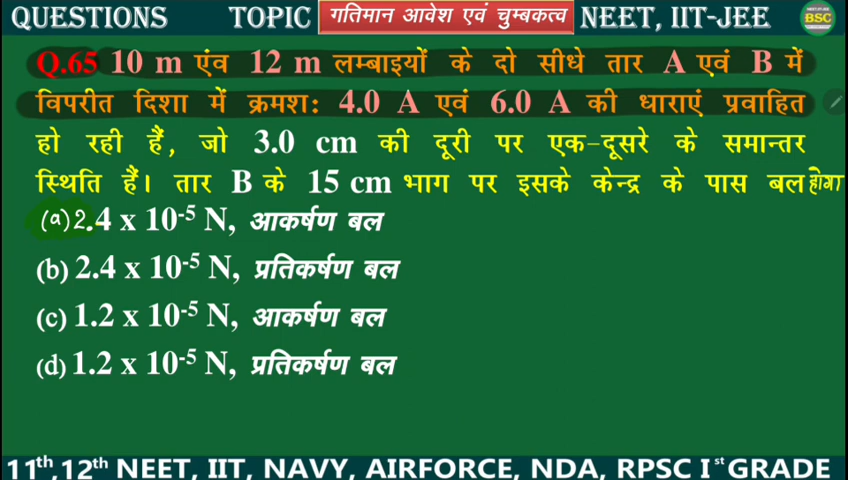 QUESTIONS TOPIC गतिमान आवेश एवं चुम्बकत्व NEET, IIT-JEE
BSC
Q.65 10 m एंव 12 m लम्बाइयों के दो सीधे तार A एवं B में
विपरीत दिशा में क्रमश: 4.0 A एवं 6.0 A की धाराएं प्रवाहित
हो रही हैं, जो 3.0 cm की दूरी पर एक-दूसरे के समान्तर
स्थिति हैं। तार B के 15 cm भाग पर इसके केन्द्र के पास बल होगा
(a) 2.4 x 10⁻⁵ N, आकर्षण बल
(b) 2.4 x 10⁻⁵ N, प्रतिकर्षण बल
(c) 1.2 x 10⁻⁵ N, आकर्षण बल
(d) 1.2 x 10⁻⁵ N, प्रतिकर्षण बल
11th,12th NEET, IIT, NAVY, AIRFORCE, NDA, RPSC Ist GRADE